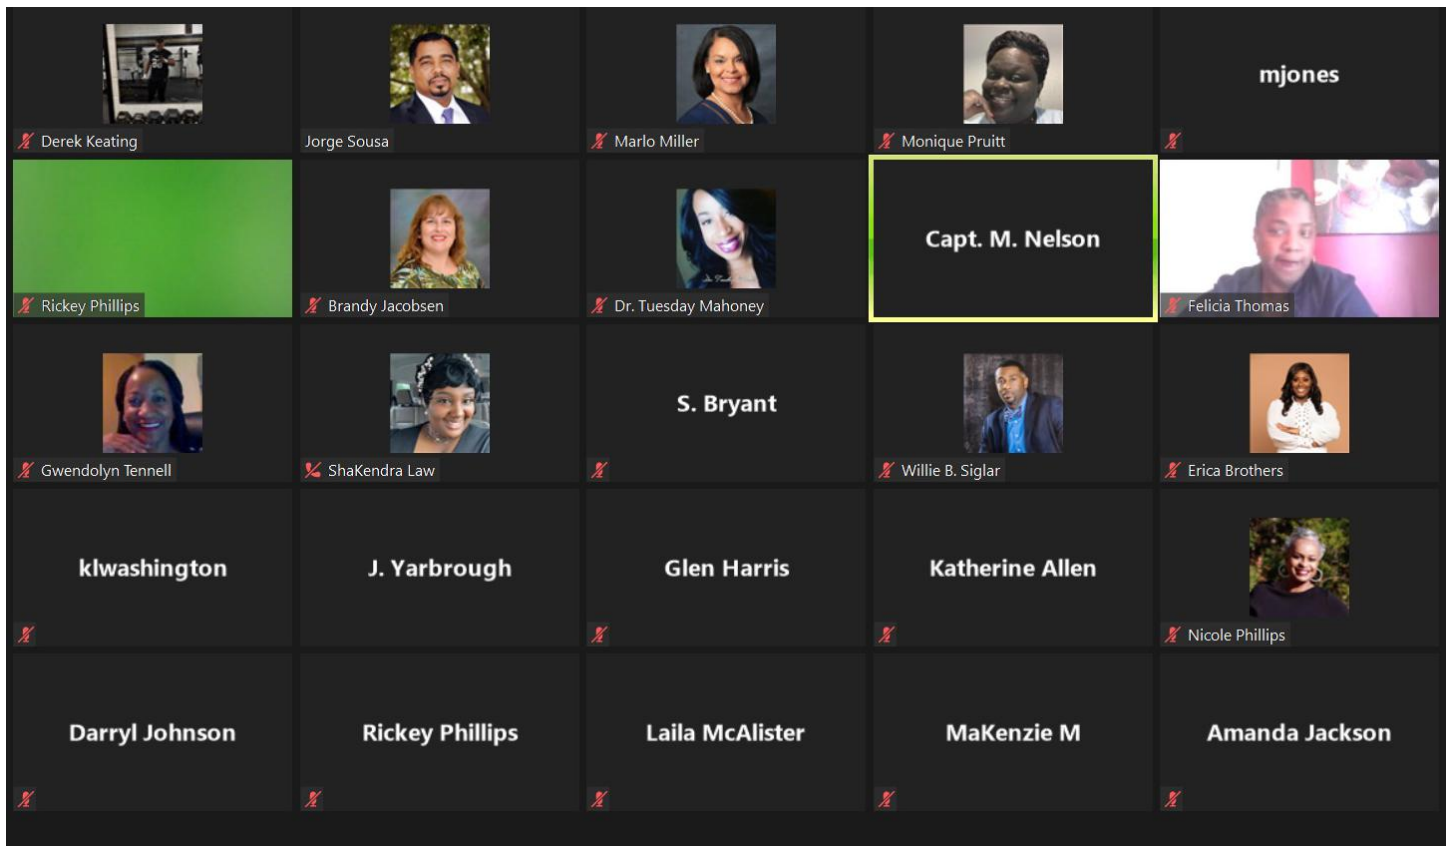 Derek Keating
Jorge Sousa
Marlo Miller
Monique Pruitt
mjones
Rickey Phillips
Brandy Jacobsen
Dr. Tuesday Mahoney
Capt. M. Nelson
Felicia Thomas
Gwendolyn Tennell
ShaKendra Law
S. Bryant
Willie B. Siglar
Erica Brothers
klwashington
J. Yarbrough
Glen Harris
Katherine Allen
Nicole Phillips
Darryl Johnson
Rickey Phillips
Laila McAlister
MaKenzie M
Amanda Jackson